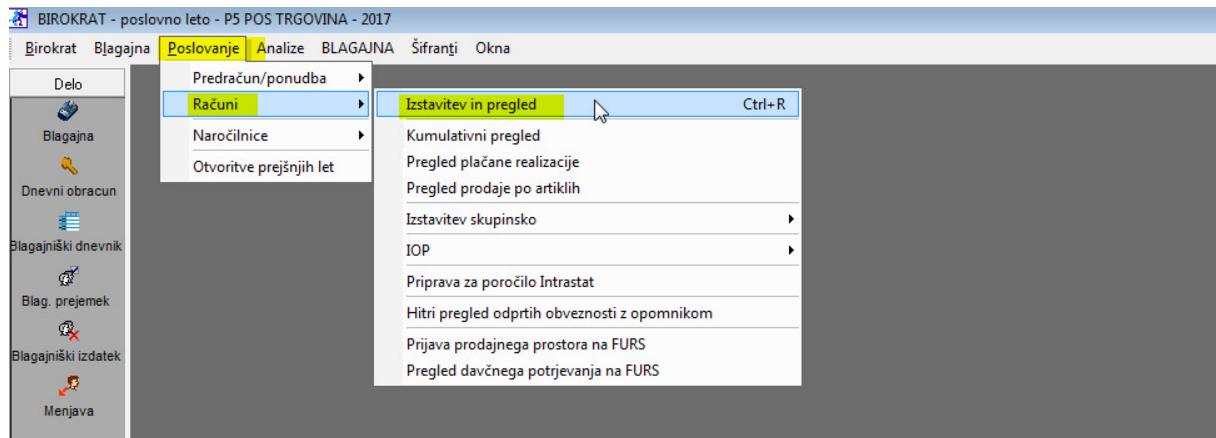 BIROKRAT - poslovno leto - P5 POS TRGOVINA - 2017
Birokrat Blagajna Poslovanje Analize BLAGAJNA Šifranti Okna
Delo
Blagajna
Dnevni obracun
Blagajniški dnevnik
Blag. prejemek
Blagajniški izdatek
Menjava
Predračun/ponudba
Računi
Naročilnice
Otvoritve prejšnjih let
Izstavitev in pregled Ctrl+R
Kumulativni pregled
Pregled plačane realizacije
Pregled prodaje po artiklih
Izstavitev skupinsko
IOP
Priprava za poročilo Intrastat
Hitri pregled odprtih obveznosti z opomnikom
Prijava prodajnega prostora na FURS
Pregled davčnega potrjevanja na FURS